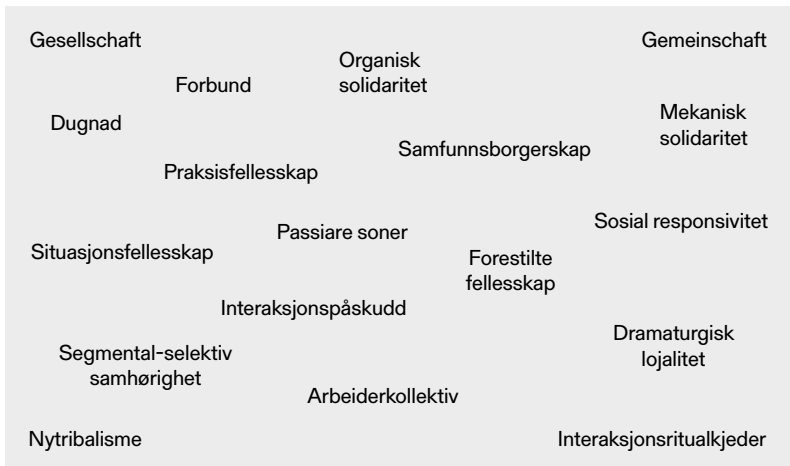 Gesellschaft
Gemeinschaft
Organisk
solidaritet
Forbund
Mekanisk
solidaritet
Dugnad
Samfunnsborgerskap
Praksisfellesskap
Sosial responsivitet
Passiare soner
Situasjonsfellesskap
Forestilte
fellesskap
Interaksjonspåskudd
Dramaturgisk
lojalitet
Segmental-selektiv
samhørighet
Arbeiderkollektiv
Nytribalisme
Interaksjonsritualkjeder